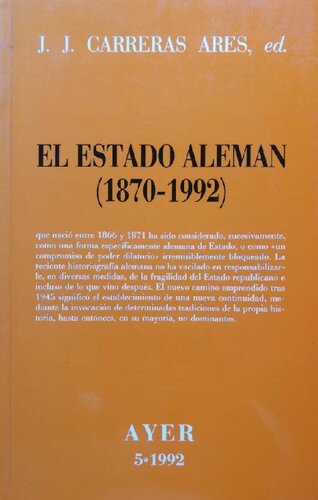 J. J. CARRERAS ARES, ed.
EL ESTADO ALEMAN
(1870-1992)
que nació entre 1866 y 1871 ha sido considerado, sucesivamente,
como una forma específicamente alemana de Estado, o como «un
compromiso de poder dilatorio» irremisiblemente bloqueado. La
reciente historiografía alemana no ha vacilado en responsabilizar-
le, en diversas medidas, de la fragilidad del Estado republicano e
incluso de lo que vino después. El nuevo camino emprendido tras
1945 significó el establecimiento de una nueva continuidad, me-
diante la invocación de determinadas tradiciones de la propia his-
toria, hasta entonces, en su mayoría, no dominantes.
AYER
5*1992